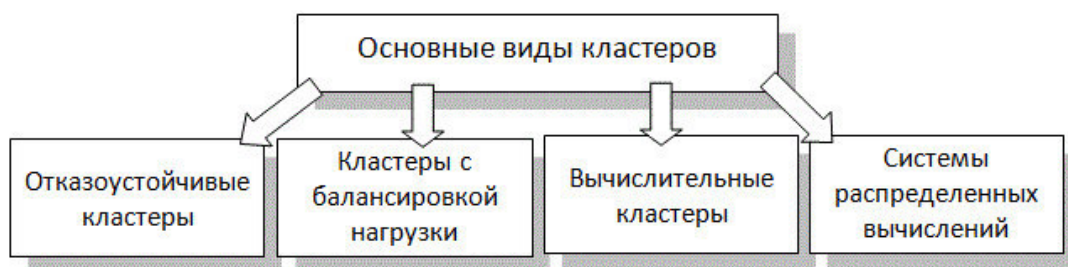 Основные виды кластеров
Отказоустойчивые
кластеры
Кластеры с
балансировкой
нагрузки
Вычислительные
кластеры
Системы
распределенных
вычислений